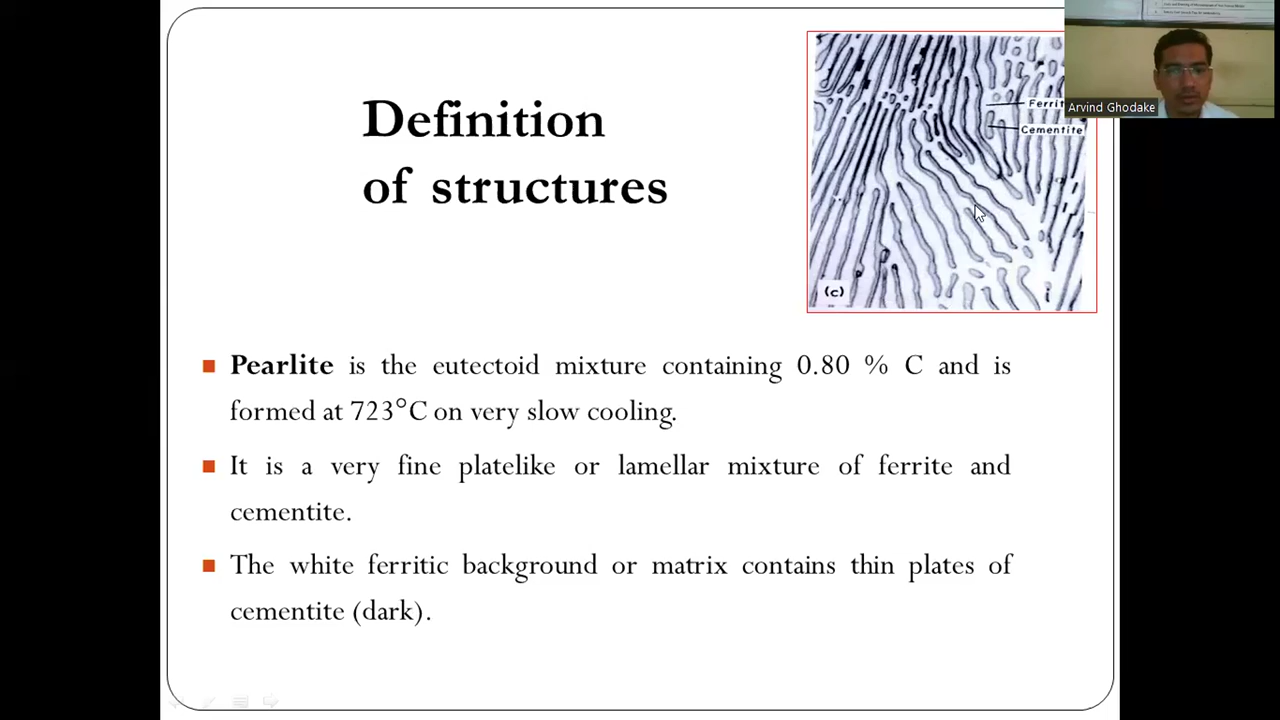 Definition
of structures
Ferrit
Cementite
Arvind Ghodake
(c)
Pearlite is the eutectoid mixture containing 0.80 % C and is
formed at 723°C on very slow cooling.
It is a very fine platelike or lamellar mixture of ferrite and
cementite.
The white ferritic background or matrix contains thin plates of
cementite (dark).